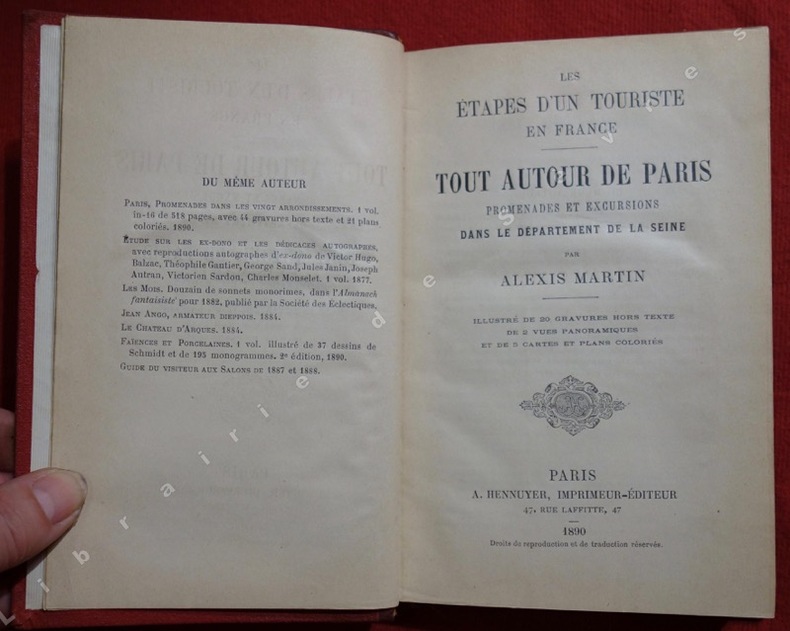 DU MÊME AUTEUR
PARIS, PROMENADES DANS LES VINGT ARRONDISSEMENTS. 1 vol.
in-16 de 518 pages, avec 44 gravures hors texte et 21 plans
coloriés. 1890.
ÉTUDE SUR LES EX-DONO ET LES DÉDICACES AUTOGRAPHES,
avec reproductions autographes d'ex-dono de Victor Hugo,
Balzac, Théophile Gautier, George Sand, Jules Janin, Joseph
Autran, Victorien Sardou, Charles Monselet. 1 vol. 1877.
LES MOIS. Douzain de sonnets monorimes, dans l'Almanach
fantaisiste pour 1882, publié par la Société des Éclectiques.
JEAN ANGO, ARMATEUR DIEPPOIS. 1884.
LE CHATEAU D'ARQUES. 1884.
FAÏENCES ET PORCELAINES. 1 vol. illustré de 37 dessins de
Schmidt et de 195 monogrammes. 2e édition, 1890.
GUIDE DU VISITEUR AUX SALONS DE 1887 ET 1888.
LES
ÉTAPES D'UN TOURISTE
EN FRANCE
TOUT AUTOUR DE PARIS
PROMENADES ET EXCURSIONS
DANS LE DÉPARTEMENT DE LA SEINE
PAR
ALEXIS MARTIN
ILLUSTRÉ DE 20 GRAVURES HORS TEXTE
DE 2 VUES PANORAMIQUES
ET DE 5 CARTES ET PLANS COLORIÉS
PARIS
A. HENNUYER, IMPRIMEUR-ÉDITEUR
47, RUE LAFFITTE, 47
1890
Droits de reproduction et de traduction réservés.
Librairie des